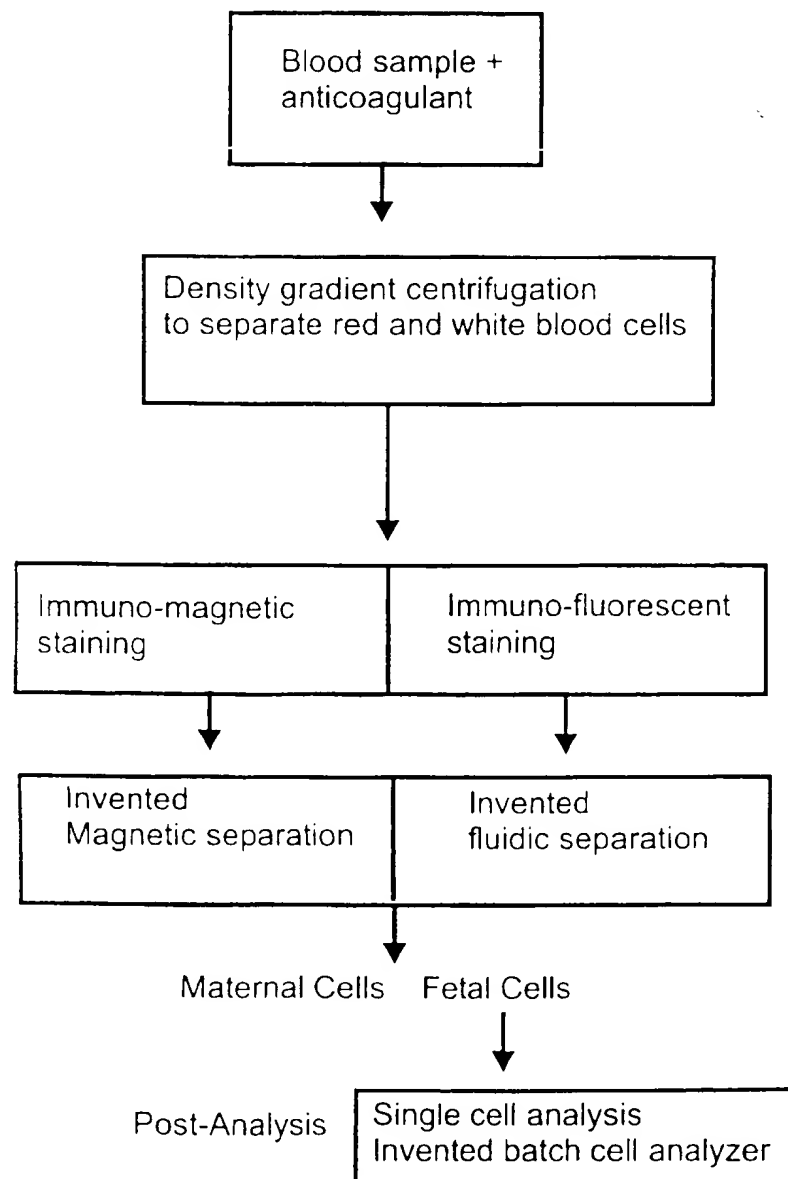 Blood sample +
anticoagulant
Density gradient centrifugation
to separate red and white blood cells
Immuno-magnetic
staining
Immuno-fluorescent
staining
Invented
Magnetic separation
Invented
fluidic separation
Maternal Cells Fetal Cells
Post-Analysis
Single cell analysis
Invented batch cell analyzer